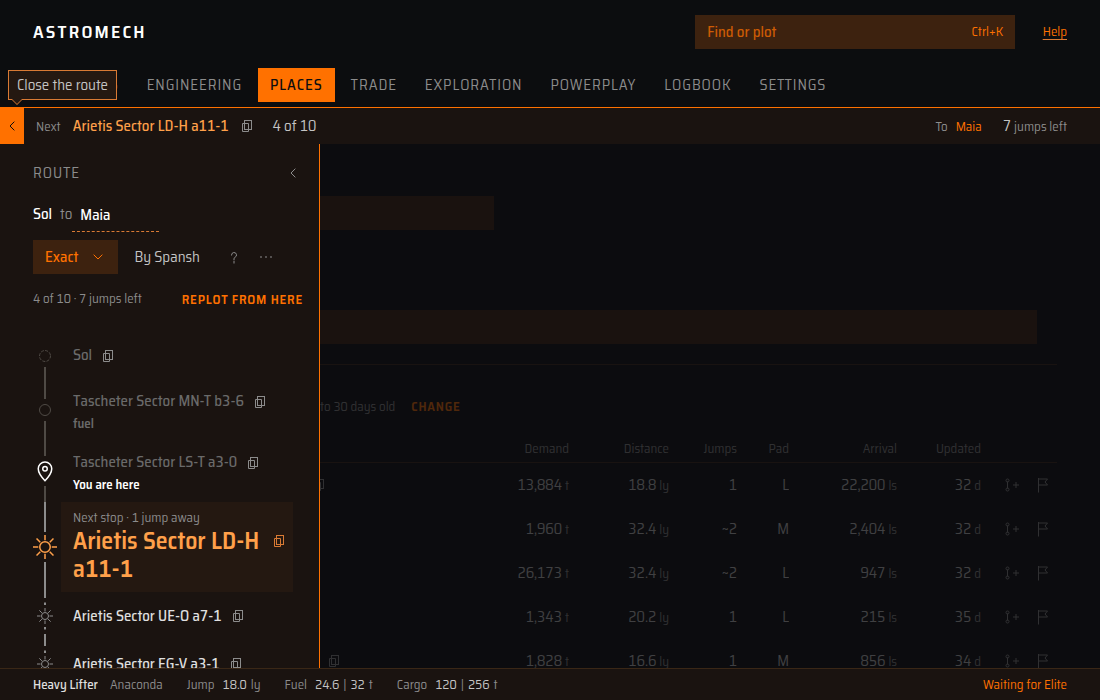 ASTROMECH
Find or plot Ctrl+K Help
Close the route ENGINEERING PLACES TRADE EXPLORATION POWERPLAY LOGBOOK SETTINGS
Next Arietis Sector LD-H a11-1 4 of 10 To Maia 7 jumps left
ROUTE
Sol to Maia
Exact By Spansh ? ...
4 of 10 · 7 jumps left REPLOT FROM HERE
Sol
Tascheter Sector MN-T b3-6
fuel
Tascheter Sector LS-T a3-0
You are here
Next stop · 1 jump away
Arietis Sector LD-H
a11-1
Arietis Sector UE-O a7-1
Arietis Sector FG-V a3-1
to 30 days old CHANGE
Demand Distance Jumps Pad Arrival Updated
13,884 t 18.8 ly 1 L 22,200 ls 32 d
1,960 t 32.4 ly ~2 M 2,404 ls 32 d
26,173 t 32.4 ly ~2 L 947 ls 32 d
1,343 t 20.2 ly 1 L 215 ls 35 d
1,828 t 16.6 ly 1 M 856 ls 34 d
Heavy Lifter Anaconda Jump 18.0 ly Fuel 24.6 | 32 t Cargo 120 | 256 t Waiting for Elite